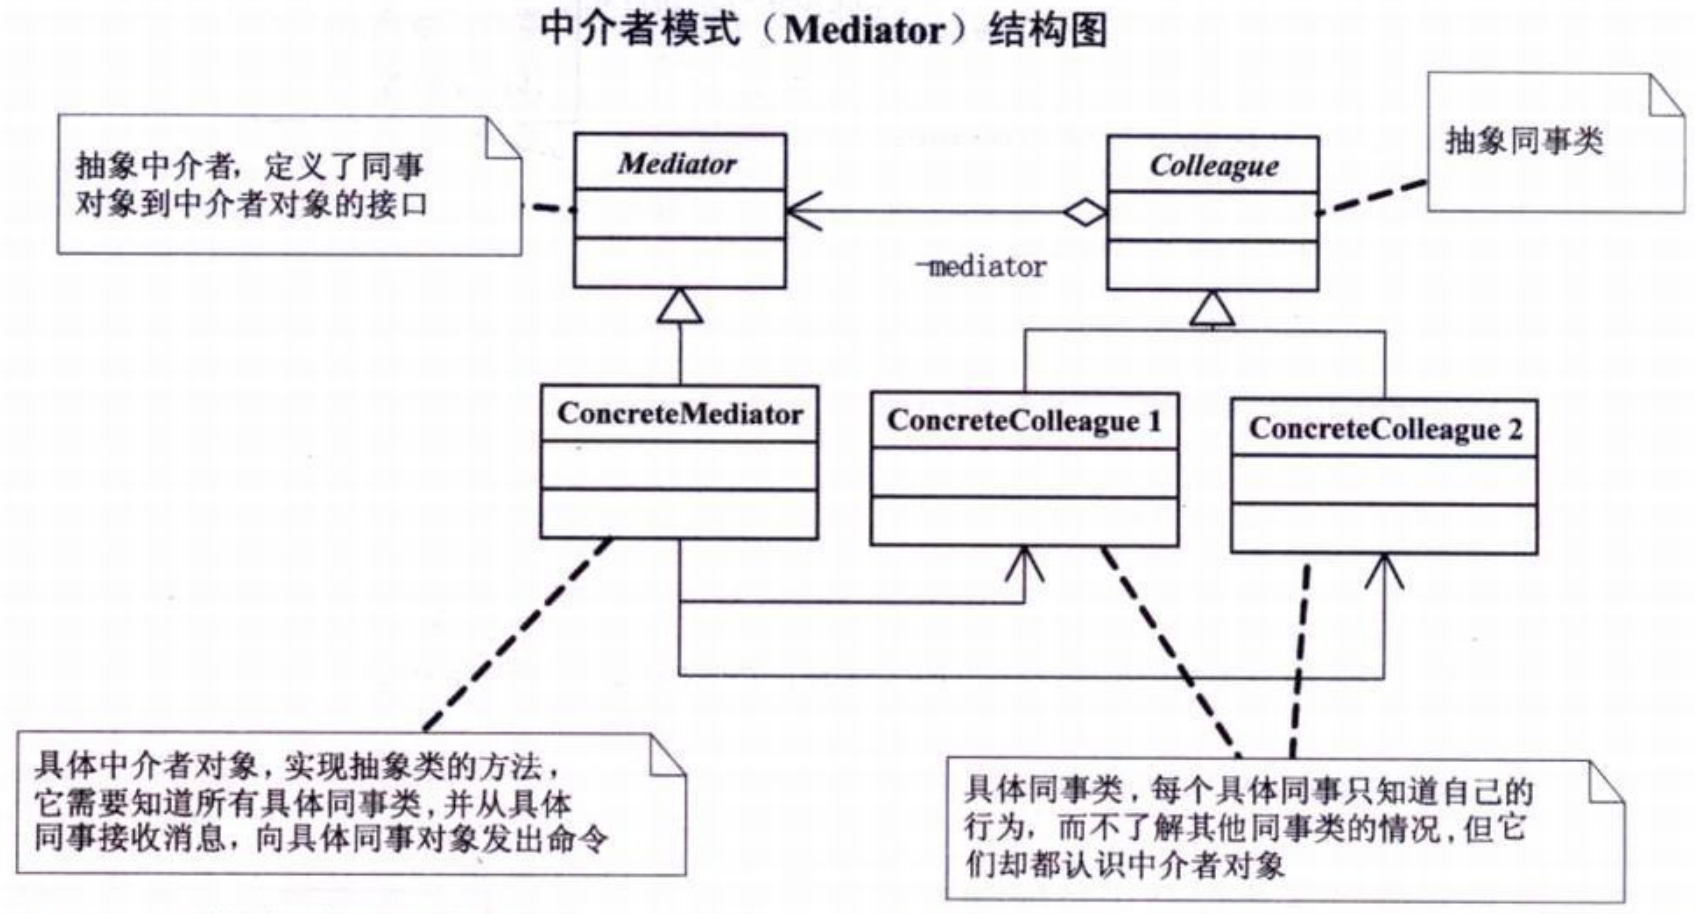 中介者模式（Mediator）结构图
抽象中介者，定义了同事
对象到中介者对象的接口
Mediator
Colleague
抽象同事类
-mediator
ConcreteMediator
ConcreteColleague 1
ConcreteColleague 2
具体中介者对象，实现抽象类的方法，
它需要知道所有具体同事类，并从具体
同事接收消息，向具体同事对象发出命令
具体同事类，每个具体同事只知道自己的
行为，而不了解其他同事类的情况，但它
们却都认识中介者对象